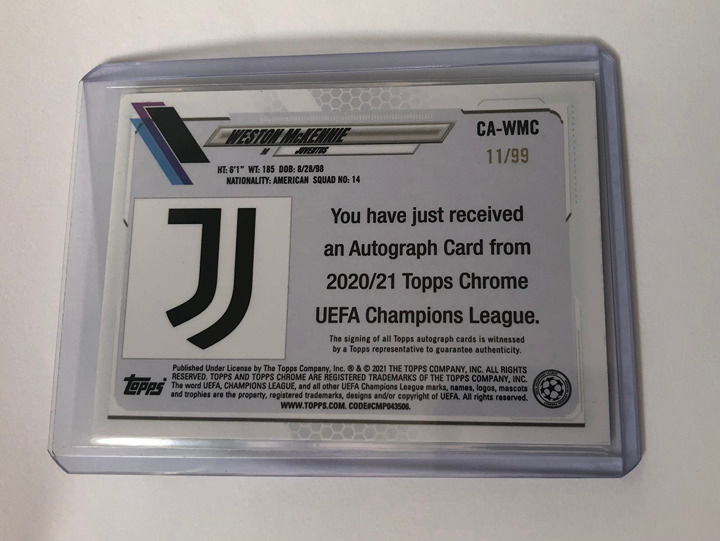 WESTON McKENNIE
M
JUVENTUS
CA-WMC
11/99
HT: 6'1" WT: 185 DOB: 8/28/98
NATIONALITY: AMERICAN SQUAD NO: 14
You have just received
an Autograph Card from
2020/21 Topps Chrome
UEFA Champions League.
The signing of all Topps autograph cards is witnessed
by a Topps representative to guarantee authenticity.
topps
Published Under License by The Topps Company, Inc. ® & © 2021 THE TOPPS COMPANY, INC. ALL RIGHTS
RESERVED. TOPPS AND TOPPS CHROME ARE REGISTERED TRADEMARKS OF THE TOPPS COMPANY, INC.
The word UEFA, CHAMPIONS LEAGUE, and all other UEFA Champions League marks, names, logos, mascots
and trophies are the property, registered trademarks, designs and/or copyright of UEFA. All rights reserved.
WWW.TOPPS.COM. CODE#CMP043506.